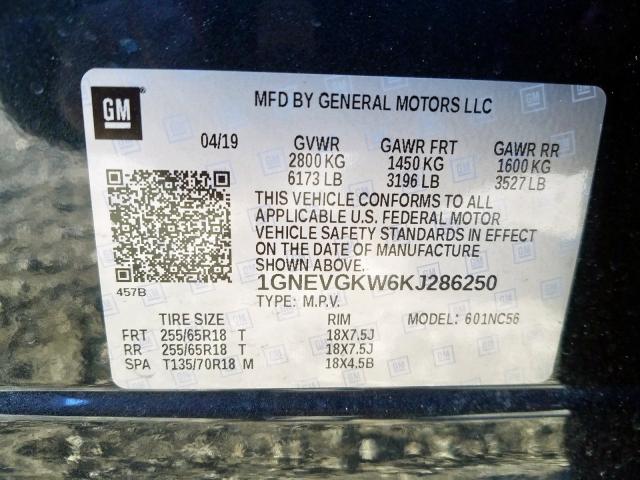 GM
MFD BY GENERAL MOTORS LLC
04/19 GVWR GAWR FRT GAWR RR
2800 KG 1450 KG 1600 KG
6173 LB 3196 LB 3527 LB
THIS VEHICLE CONFORMS TO ALL
APPLICABLE U.S. FEDERAL MOTOR
VEHICLE SAFETY STANDARDS IN EFFECT
ON THE DATE OF MANUFACTURE
SHOWN ABOVE.
457B 1GNEVGKW6KJ286250
TYPE: M.P.V.
TIRE SIZE RIM MODEL: 601NC56
FRT 255/65R18 T 18X7.5J
RR 255/65R18 T 18X7.5J
SPA T135/70R18 M 18X4.5B